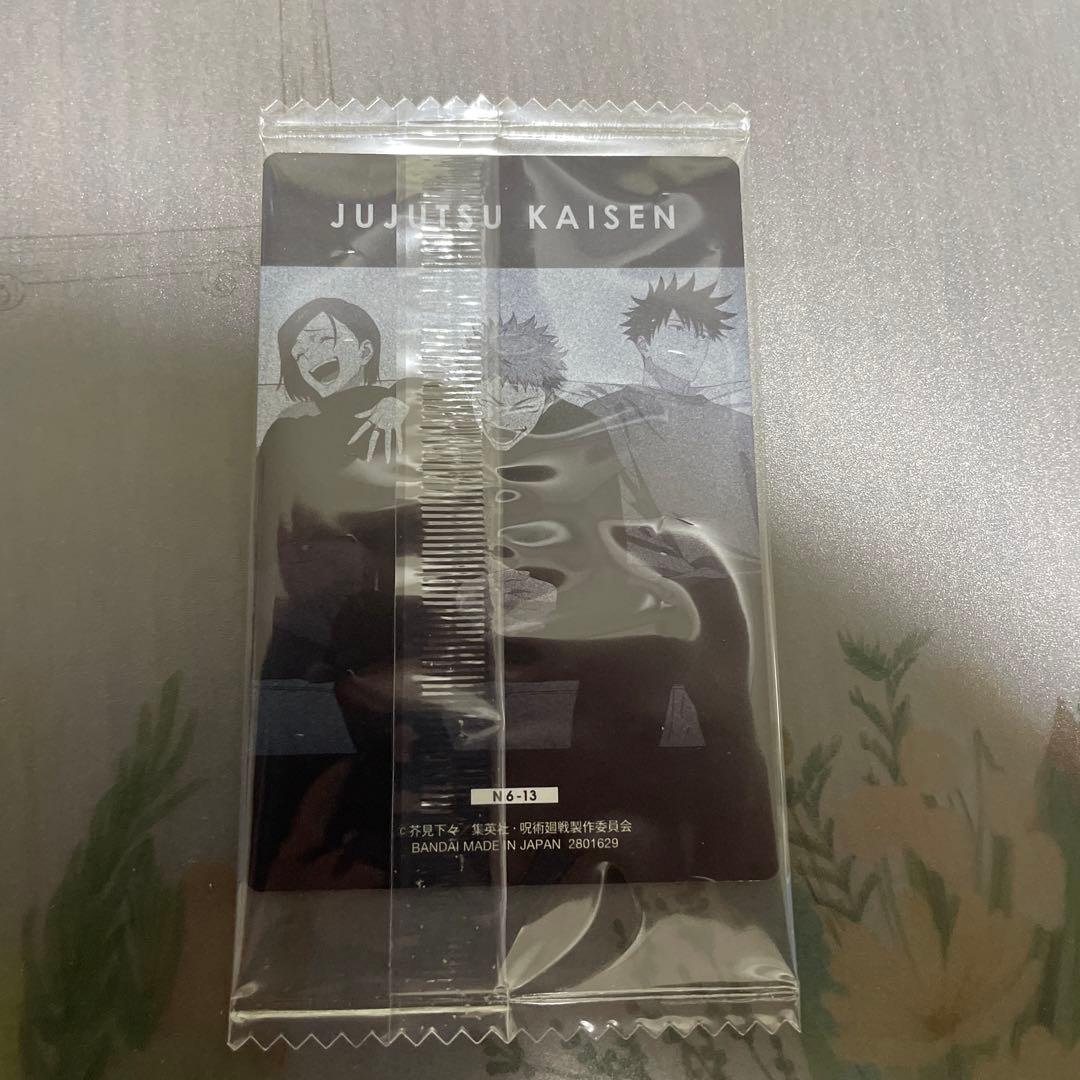 JUJUTSU KAISEN
N 6-13
©芥見下々/集英社・呪術廻戦製作委員会
BANDAI MADE IN JAPAN 2801629